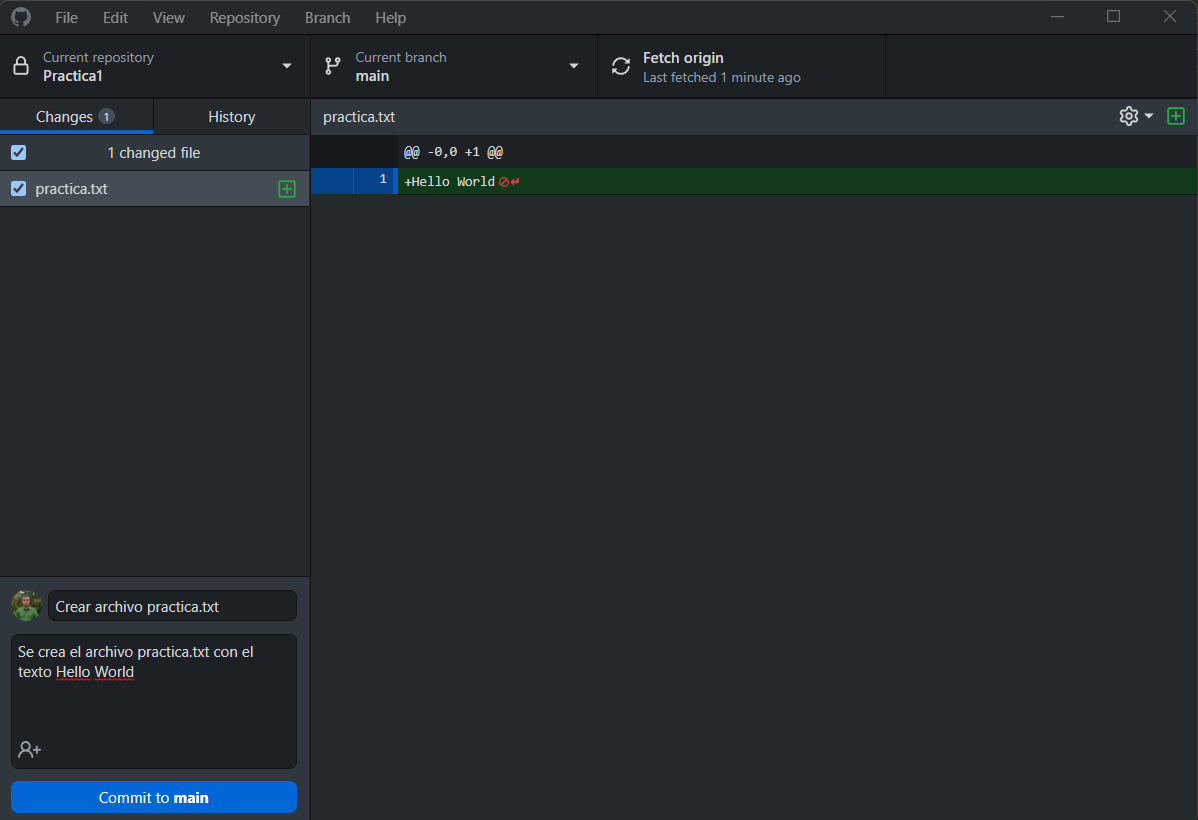 File Edit View Repository Branch Help
Current repository
Practica1
Current branch
main
Fetch origin
Last fetched 1 minute ago
Changes 1
History
practica.txt
1 changed file
practica.txt
@@ -0,0 +1 @@
1 +Hello World
Crear archivo practica.txt
Se crea el archivo practica.txt con el
texto Hello World
Commit to main